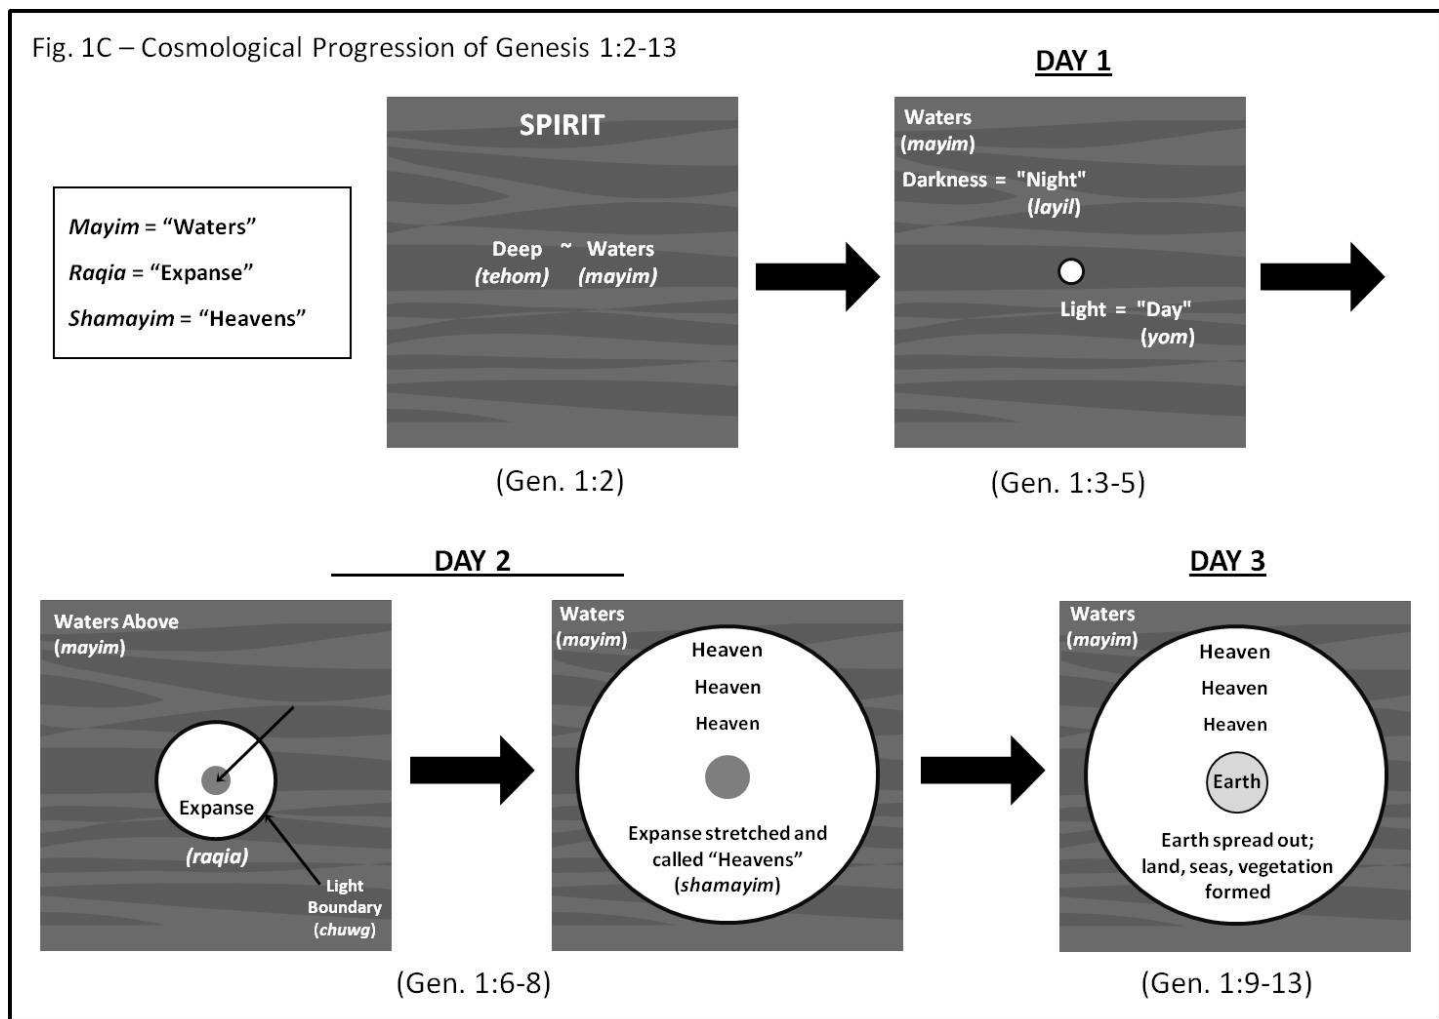 Fig. 1C – Cosmological Progression of Genesis 1:2-13
Mayim = “Waters”
Raqia = “Expanse”
Shamayim = “Heavens”
SPIRIT
Deep ~ Waters
(tehom) (mayim)
(Gen. 1:2)
DAY 1
Waters
(mayim)
Darkness = "Night"
(layil)
Light = "Day"
(yom)
(Gen. 1:3-5)
DAY 2
Waters Above
(mayim)
Expanse
(raqia)
Light
Boundary
(chuwg)
Waters
(mayim)
Heaven
Heaven
Heaven
Expanse stretched and
called “Heavens”
(shamayim)
(Gen. 1:6-8)
DAY 3
Waters
(mayim)
Heaven
Heaven
Heaven
Earth
Earth spread out;
land, seas, vegetation
formed
(Gen. 1:9-13)